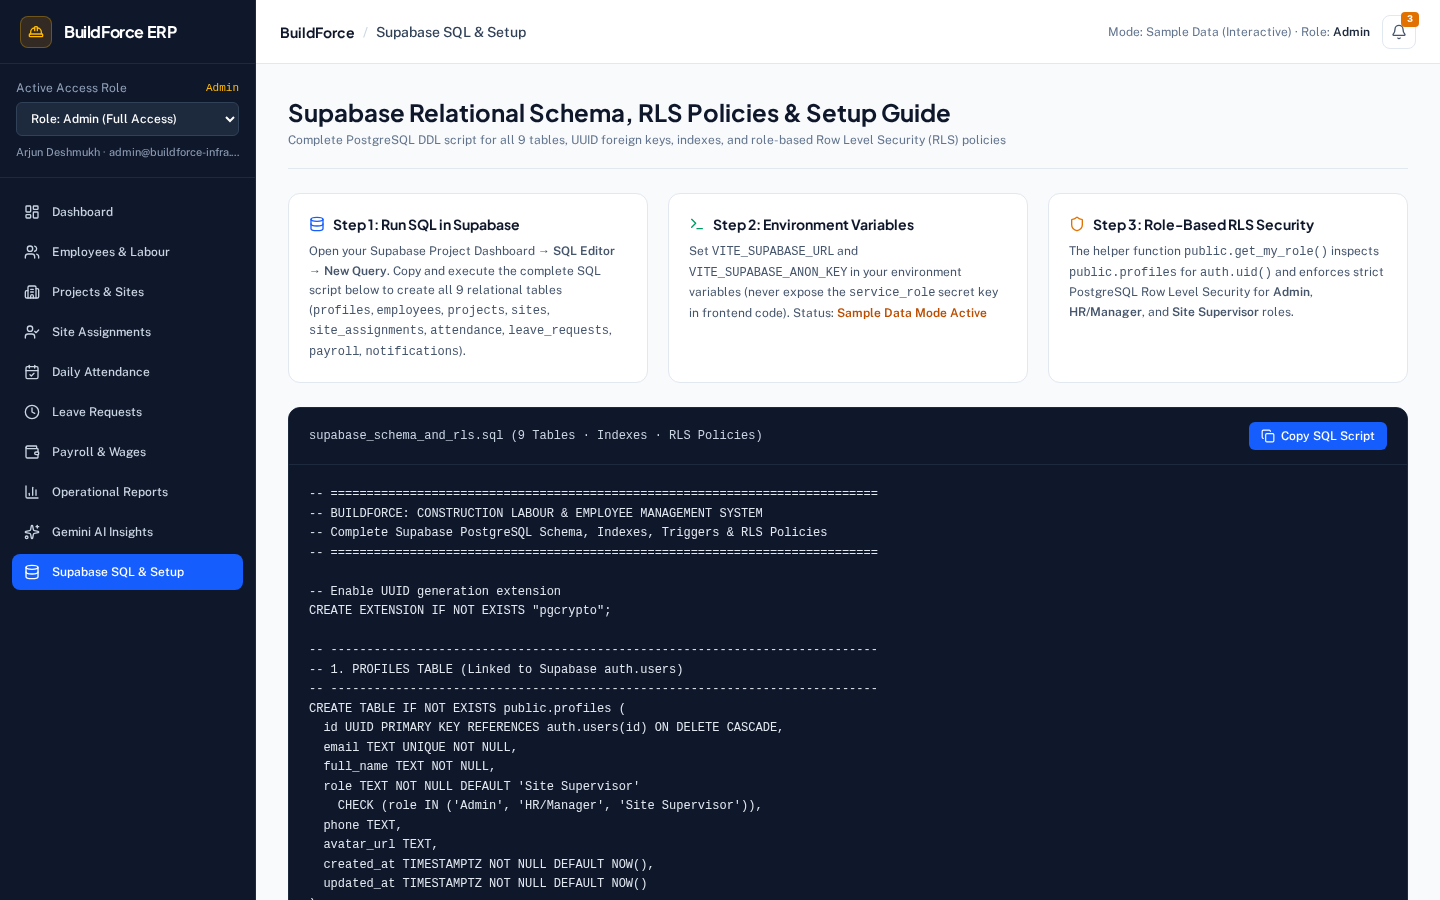 BuildForce ERP
Active Access Role
Admin
Role: Admin (Full Access)
Arjun Deshmukh · admin@buildforce-infra....
Dashboard
Employees & Labour
Projects & Sites
Site Assignments
Daily Attendance
Leave Requests
Payroll & Wages
Operational Reports
Gemini AI Insights
Supabase SQL & Setup
BuildForce / Supabase SQL & Setup
Mode: Sample Data (Interactive) · Role: Admin
3
Supabase Relational Schema, RLS Policies & Setup Guide
Complete PostgreSQL DDL script for all 9 tables, UUID foreign keys, indexes, and role-based Row Level Security (RLS) policies
Step 1: Run SQL in Supabase
Open your Supabase Project Dashboard → SQL Editor
→ New Query. Copy and execute the complete SQL
script below to create all 9 relational tables
(profiles, employees, projects, sites,
site_assignments, attendance, leave_requests,
payroll, notifications).
Step 2: Environment Variables
Set VITE_SUPABASE_URL and
VITE_SUPABASE_ANON_KEY in your environment
variables (never expose the service_role secret key
in frontend code). Status: Sample Data Mode Active
Step 3: Role-Based RLS Security
The helper function public.get_my_role() inspects
public.profiles for auth.uid() and enforces strict
PostgreSQL Row Level Security for Admin,
HR/Manager, and Site Supervisor roles.
supabase_schema_and_rls.sql (9 Tables · Indexes · RLS Policies)
Copy SQL Script
-- ============================================================================
-- BUILDFORCE: CONSTRUCTION LABOUR & EMPLOYEE MANAGEMENT SYSTEM
-- Complete Supabase PostgreSQL Schema, Indexes, Triggers & RLS Policies
-- ============================================================================
-- Enable UUID generation extension
CREATE EXTENSION IF NOT EXISTS "pgcrypto";
-- ----------------------------------------------------------------------------
-- 1. PROFILES TABLE (Linked to Supabase auth.users)
-- ----------------------------------------------------------------------------
CREATE TABLE IF NOT EXISTS public.profiles (
id UUID PRIMARY KEY REFERENCES auth.users(id) ON DELETE CASCADE,
email TEXT UNIQUE NOT NULL,
full_name TEXT NOT NULL,
role TEXT NOT NULL DEFAULT 'Site Supervisor'
CHECK (role IN ('Admin', 'HR/Manager', 'Site Supervisor')),
phone TEXT,
avatar_url TEXT,
created_at TIMESTAMPTZ NOT NULL DEFAULT NOW(),
updated_at TIMESTAMPTZ NOT NULL DEFAULT NOW()